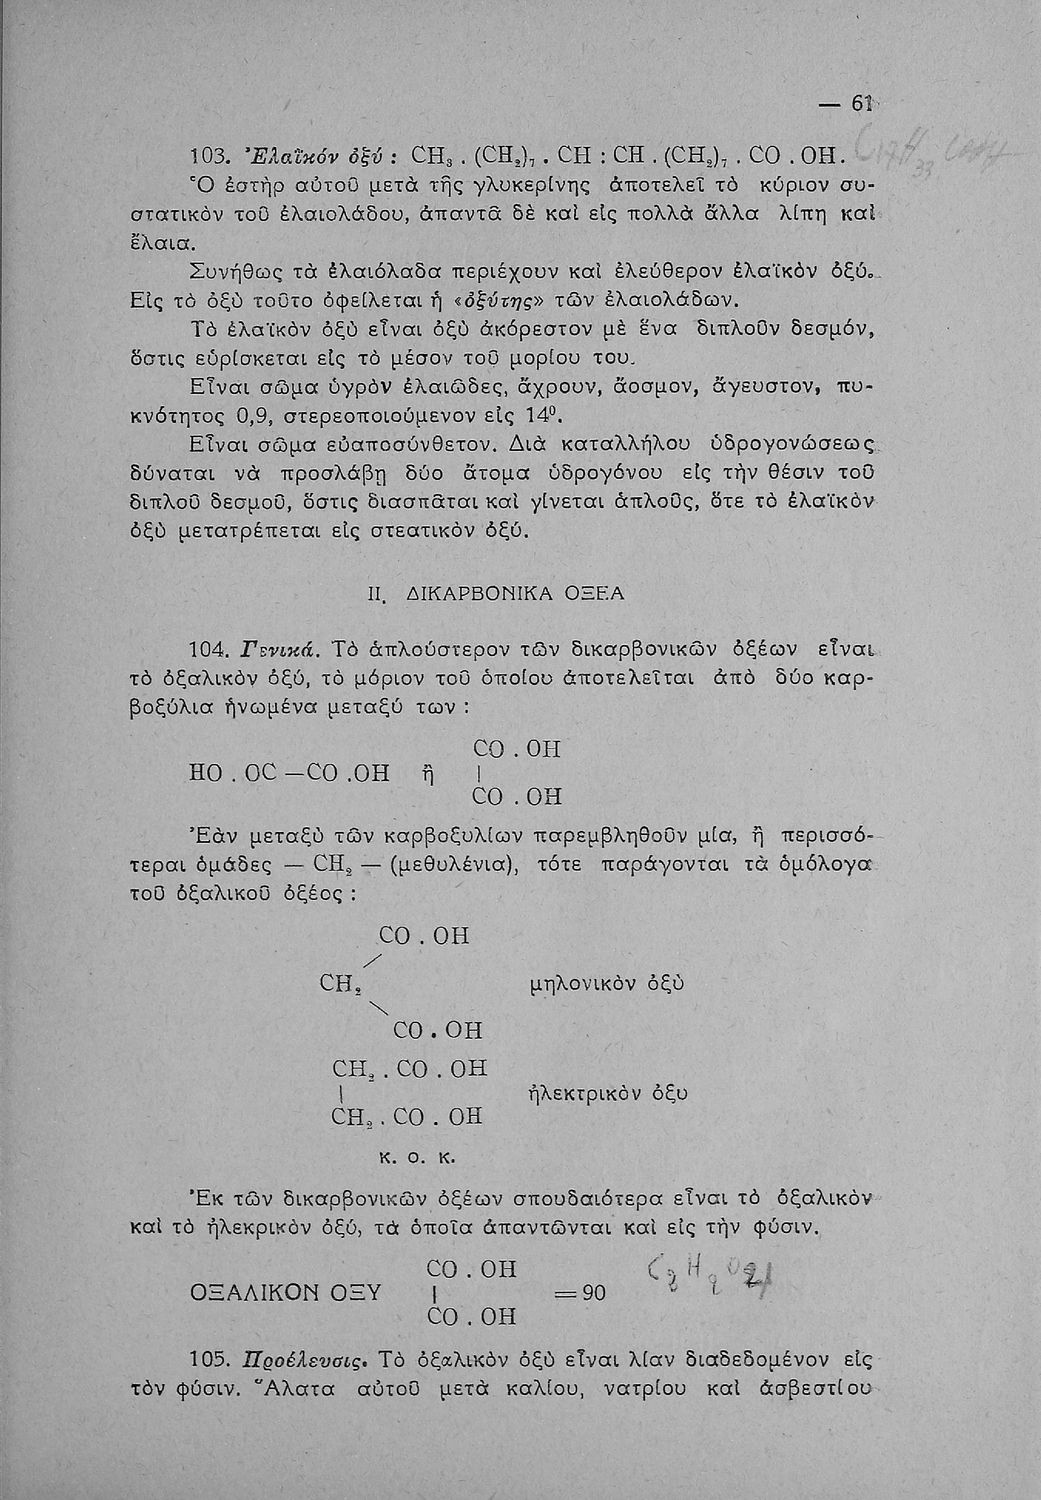 — 61
103. Ἐλαϊκόν ὀξύ : CH₃ . (CH₂)₇ . CH : CH . (CH₂)₇ . CO . OH. C₁₇H₃₃ COOH
Ὁ ἐστὴρ αὐτοῦ μετὰ τῆς γλυκερίνης ἀποτελεῖ τὸ κύριον συ-
στατικὸν τοῦ ἐλαιολάδου, ἀπαντᾶ δὲ καὶ εἰς πολλὰ ἄλλα λίπη καὶ
ἔλαια.
Συνήθως τὰ ἐλαιόλαδα περιέχουν καὶ ἐλεύθερον ἐλαϊκὸν ὀξύ.
Εἰς τὸ ὀξὺ τοῦτο ὀφείλεται ἡ «ὀξύτης» τῶν ἐλαιολάδων.
Τὸ ἐλαϊκὸν ὀξὺ εἶναι ὀξὺ ἀκόρεστον μὲ ἕνα διπλοῦν δεσμόν,
ὅστις εὑρίσκεται εἰς τὸ μέσον τοῦ μορίου του.
Εἶναι σῶμα ὑγρὸν ἐλαιῶδες, ἄχρουν, ἄοσμον, ἄγευστον, πυ-
κνότητος 0,9, στερεοποιούμενον εἰς 14⁰.
Εἶναι σῶμα εὐαποσύνθετον. Διὰ καταλλήλου ὑδρογονώσεως
δύναται νὰ προσλάβῃ δύο ἄτομα ὑδρογόνου εἰς τὴν θέσιν τοῦ
διπλοῦ δεσμοῦ, ὅστις διασπᾶται καὶ γίνεται ἁπλοῦς, ὅτε τὸ ἐλαϊκὸν
ὀξὺ μετατρέπεται εἰς στεατικὸν ὀξύ.
II. ΔΙΚΑΡΒΟΝΙΚΑ ΟΞΕΑ
104. Γενικά. Τὸ ἁπλούστερον τῶν δικαρβονικῶν ὀξέων εἶναι
τὸ ὀξαλικὸν ὀξύ, τὸ μόριον τοῦ ὁποίου ἀποτελεῖται ἀπὸ δύο καρ-
βοξύλια ἡνωμένα μεταξύ των :
CO . OH
HO . OC —CO .OH ἢ |
CO . OH
Ἐὰν μεταξὺ τῶν καρβοξυλίων παρεμβληθοῦν μία, ἢ περισσό-
τεραι ὁμάδες — CH₂ — (μεθυλένια), τότε παράγονται τὰ ὁμόλογα
τοῦ ὀξαλικοῦ ὀξέος :
CO . OH
/
CH₂ μηλονικὸν ὀξὺ
\
CO . OH
CH₂ . CO . OH
| ἠλεκτρικὸν ὀξυ
CH₂ . CO . OH
κ. ο. κ.
Ἐκ τῶν δικαρβονικῶν ὀξέων σπουδαιότερα εἶναι τὸ ὀξαλικὸν
καὶ τὸ ἠλεκρικὸν ὀξύ, τὰ ὁποῖα ἀπαντῶνται καὶ εἰς τὴν φύσιν.
CO . OH
ΟΞΑΛΙΚΟΝ ΟΞΥ | = 90
CO . OH
105. Προέλευσις. Τὸ ὀξαλικὸν ὀξὺ εἶναι λίαν διαδεδομένον εἰς
τὸν φύσιν. Ἅλατα αὐτοῦ μετὰ καλίου, νατρίου καὶ ἀσβεστίου